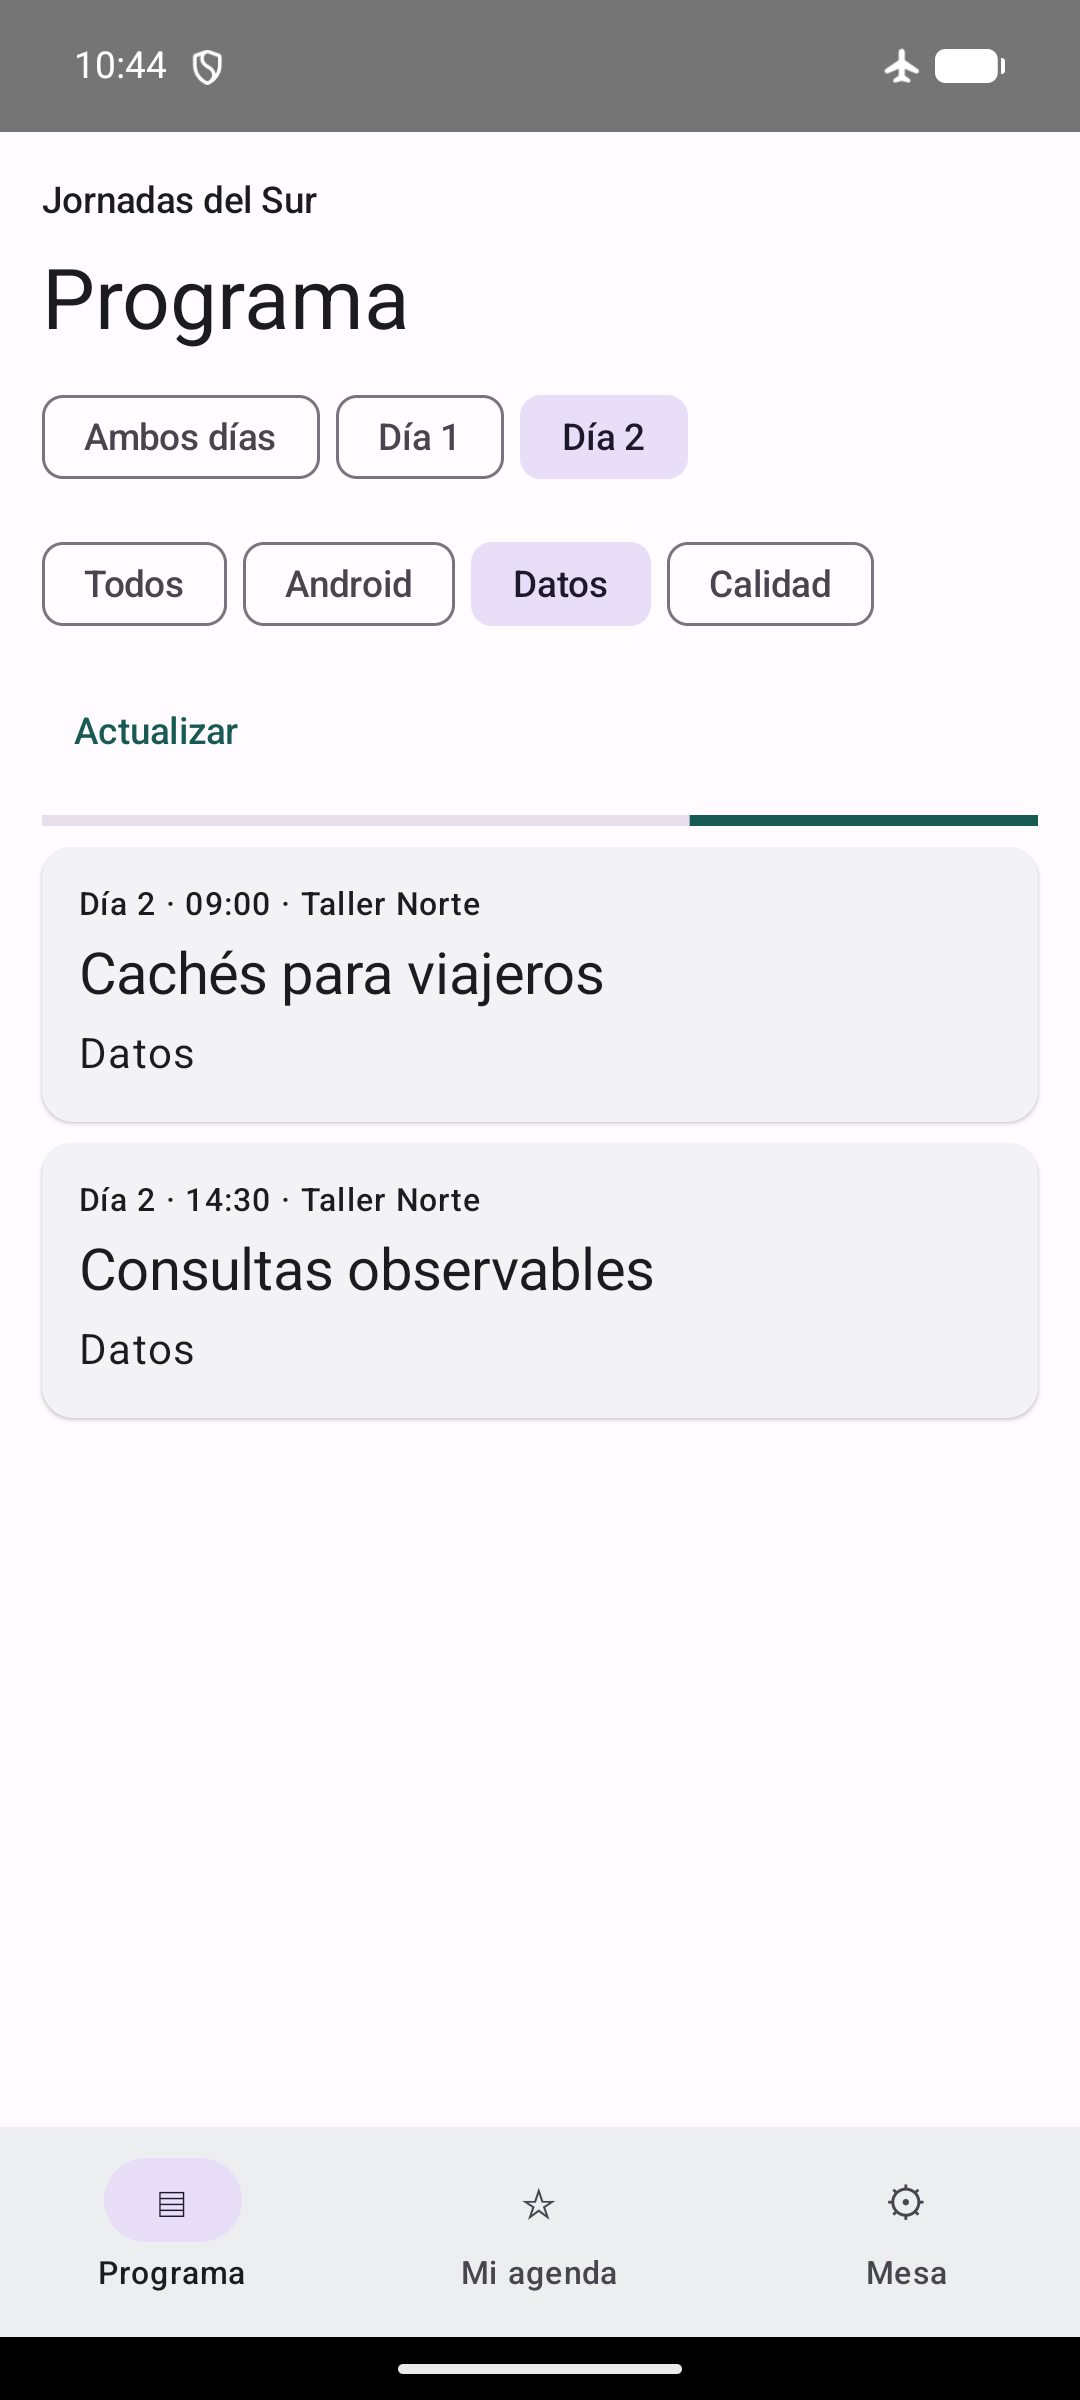 10:44
Jornadas del Sur
Programa
Ambos días Día 1 Día 2
Todos Android Datos Calidad
Actualizar
Día 2 · 09:00 · Taller Norte
Cachés para viajeros
Datos
Día 2 · 14:30 · Taller Norte
Consultas observables
Datos
Programa Mi agenda Mesa